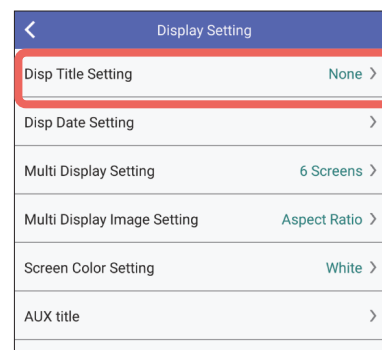 Display Setting
Disp Title Setting None
Disp Date Setting
Multi Display Setting 6 Screens
Multi Display Image Setting Aspect Ratio
Screen Color Setting White
AUX title